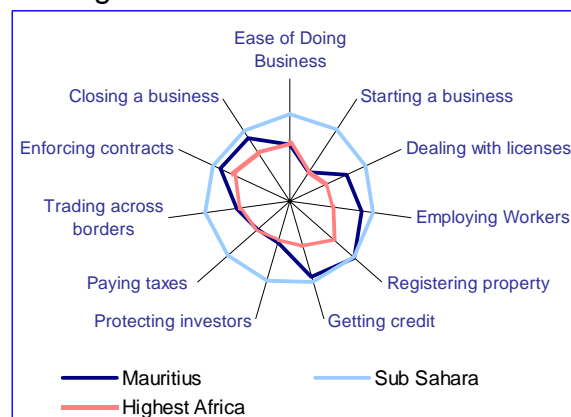 Ease of Doing
Business
Closing a business
Starting a business
Enforcing contracts
Dealing with licenses
Trading across
borders
Employing Workers
Paying taxes
Registering property
Protecting investors
Getting credit
Mauritius
Sub Sahara
Highest Africa